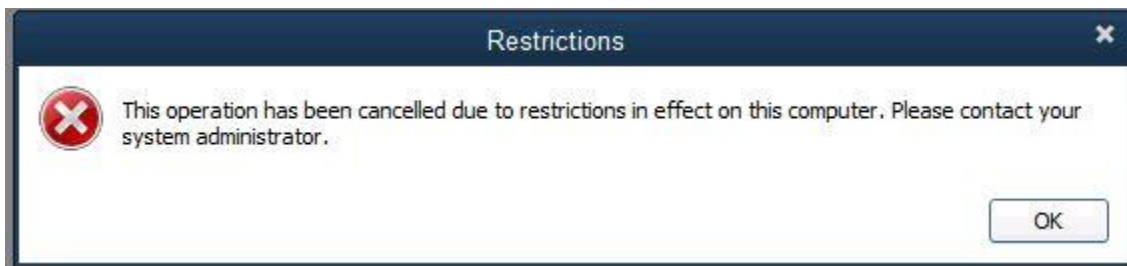 Restrictions
This operation has been cancelled due to restrictions in effect on this computer. Please contact your
system administrator.
OK